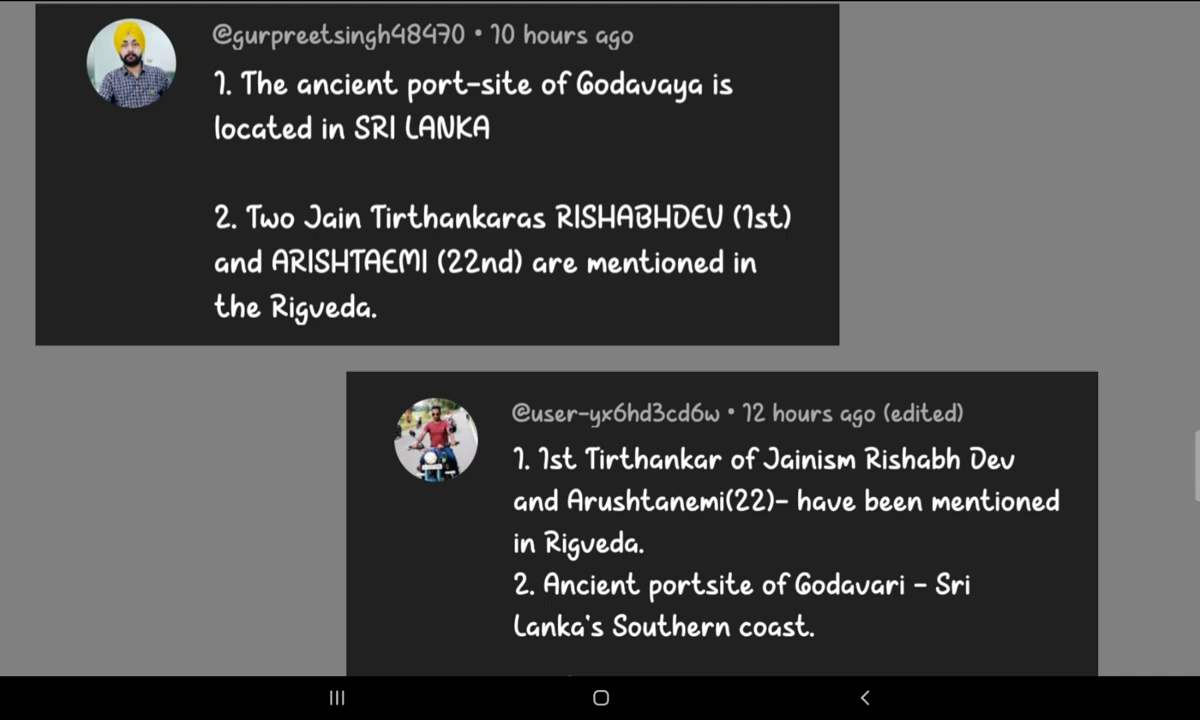 @gurpreetsingh48470 • 10 hours ago
1. The ancient port-site of Godavaya is
located in SRI LANKA
2. Two Jain Tirthankaras RISHABHDEV (1st)
and ARISHTAEMI (22nd) are mentioned in
the Rigveda.
@user-yx6hd3cd6w • 12 hours ago (edited)
1. 1st Tirthankar of Jainism Rishabh Dev
and Arushtanemi(22)- have been mentioned
in Rigveda.
2. Ancient portsite of Godavari - Sri
Lanka's Southern coast.